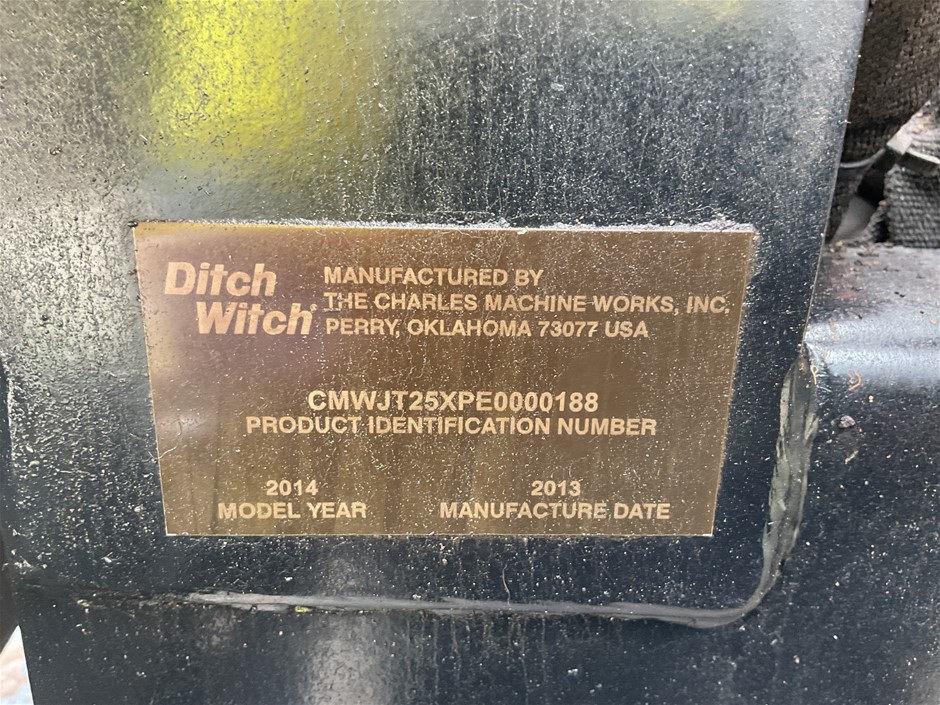 Ditch
Witch®
MANUFACTURED BY
THE CHARLES MACHINE WORKS, INC.
PERRY, OKLAHOMA 73077 USA
CMWJT25XPE0000188
PRODUCT IDENTIFICATION NUMBER
2014
MODEL YEAR
2013
MANUFACTURE DATE